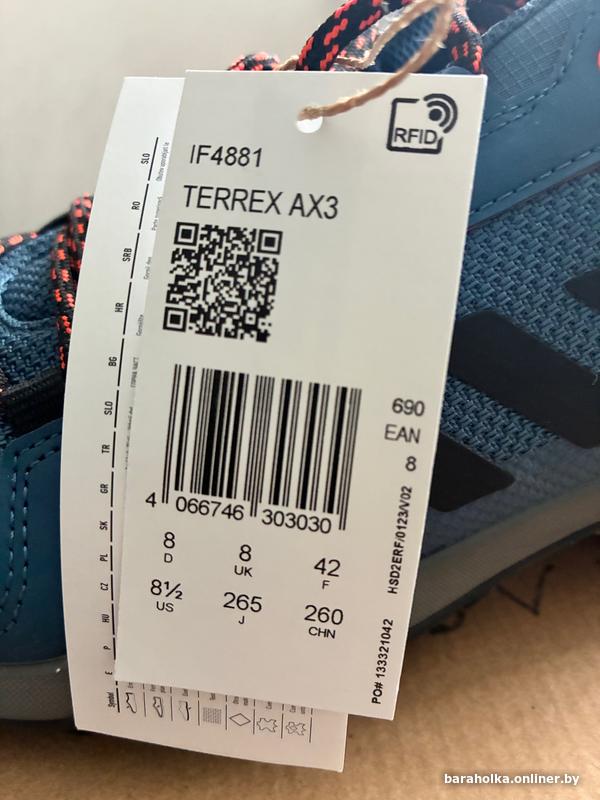 RFID
IF4881
TERREX AX3
690
EAN
8
4 066746 303030
8 8 42
D UK F
8½ 265 260
US J CHN
HSD2ERF/0123/V02
PO# 133321042
SLO
RO
SRB
HR
BG
SLO
TR
GR
SK
PL
CZ
HU
P
E
Symbol
baraholka.onliner.by